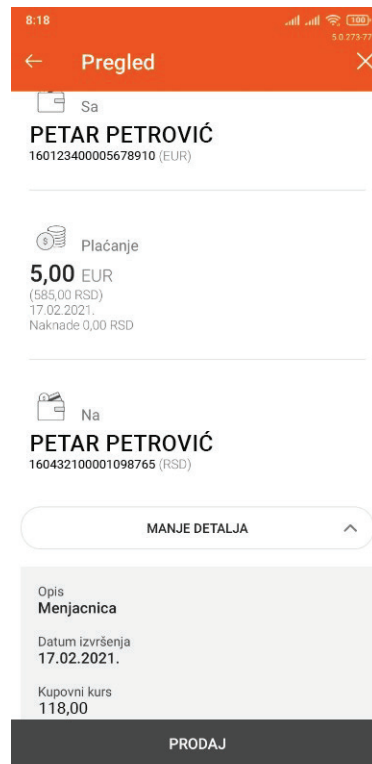 8:18
100
5.0.273-77
Pregled
Sa
PETAR PETROVIĆ
160123400005678910 (EUR)
Plaćanje
5,00 EUR
(585,00 RSD)
17.02.2021.
Naknade 0,00 RSD
Na
PETAR PETROVIĆ
160432100001098765 (RSD)
MANJE DETALJA
Opis
Menjacnica
Datum izvršenja
17.02.2021.
Kupovni kurs
118,00
PRODAJ